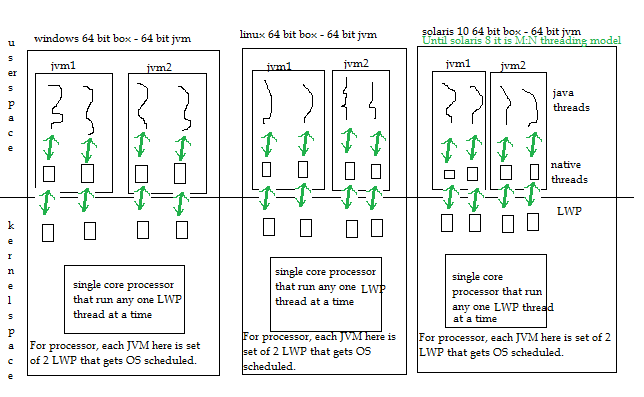 userspace
windows 64 bit box - 64 bit jvm
jvm1
jvm2
linux 64 bit box - 64 bit jvm
jvm1
jvm2
solaris 10 64 bit box - 64 bit jvm
Until solaris 8 it is M:N threading model
jvm1
jvm2
java
threads
native
threads
LWP
kernelspace
single core processor
that run any one LWP
thread at a time
For processor, each JVM here is set
of 2 LWP that gets OS scheduled.
single core processor
that run any one LWP
thread at a time
For processor, each JVM here is
set of 2 LWP that gets OS
scheduled.
single core
processor that run
any one LWP thread
at a time
For processor, each JVM here is set of 2
LWP that gets OS scheduled.